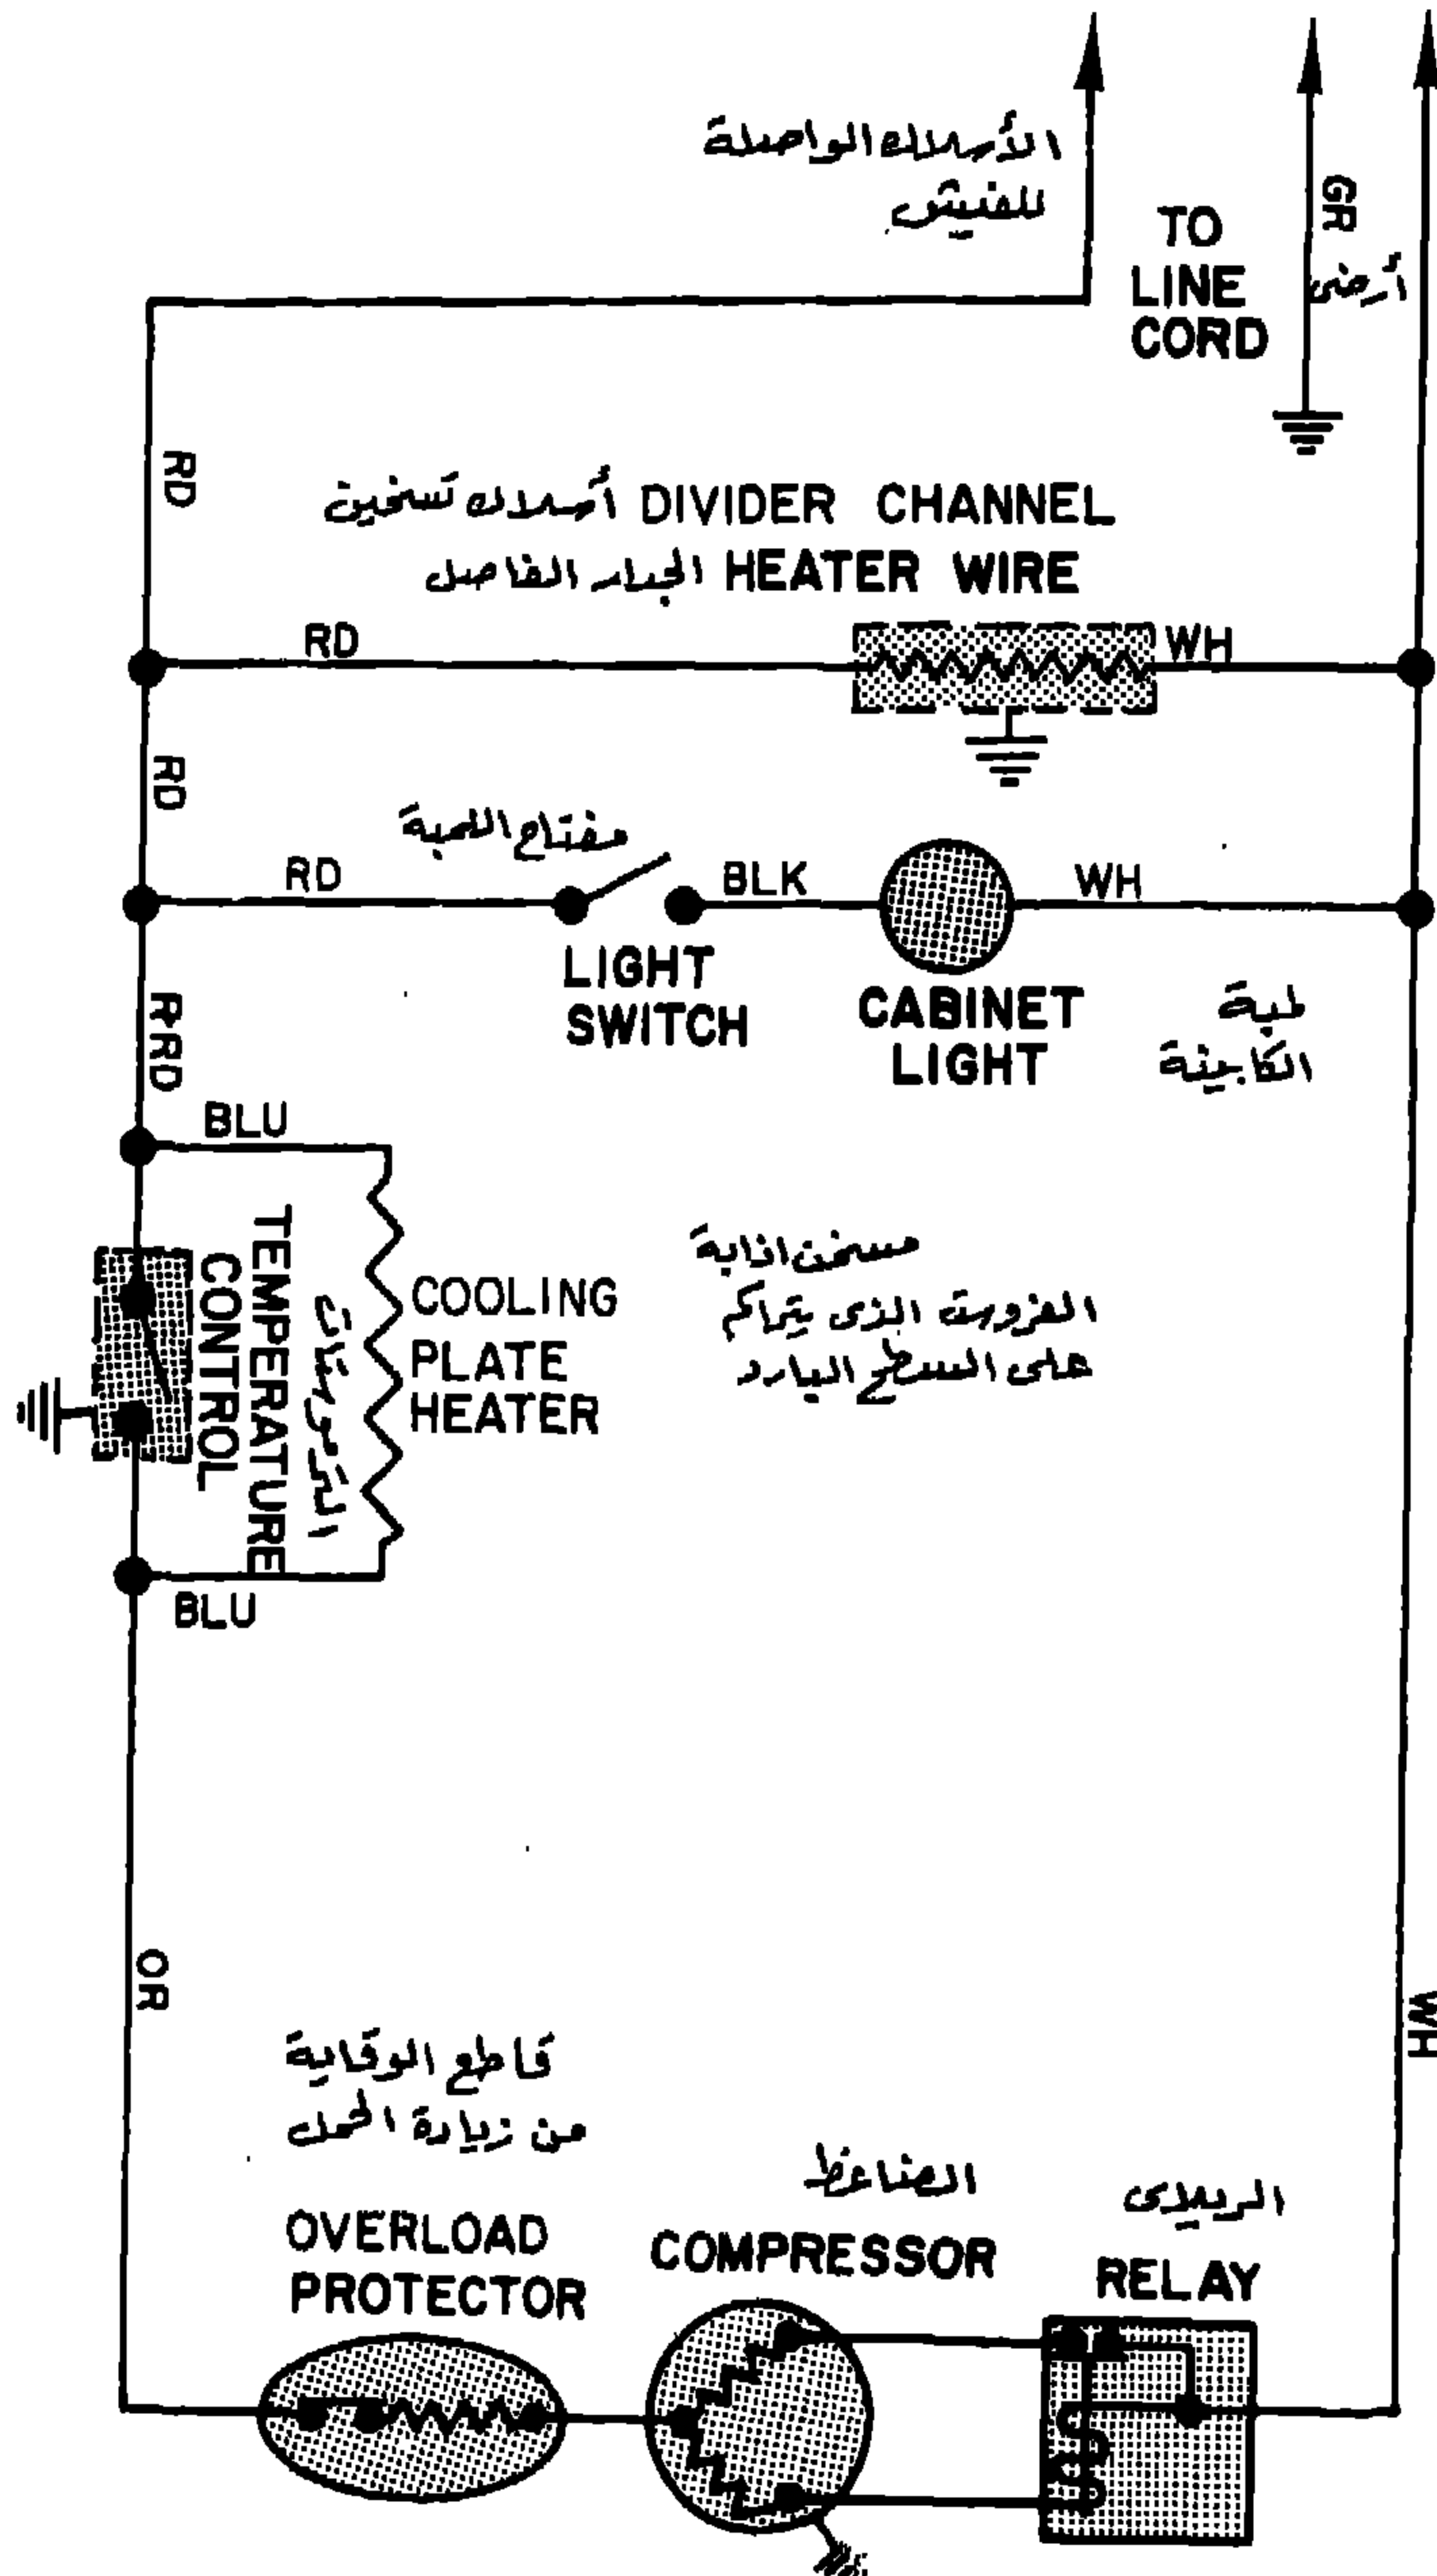 الأسلاك الواصلة
للفيش
TO
LINE
CORD
GR
أرضى
RD
أسلاك تسخين DIVIDER CHANNEL
الجدار الفاصل HEATER WIRE
RD
WH
RD
مفتاح اللمبة
RD
BLK
WH
LIGHT
SWITCH
CABINET
LIGHT
لمبة
الكابينة
RRD
BLU
TEMPERATURE
CONTROL
الترموستات
COOLING
PLATE
HEATER
مسخن اذابة
الفروست الذى يتراكم
على السطح البارد
BLU
OR
WH
قاطع الوقاية
من زيادة الحمل
OVERLOAD
PROTECTOR
الضاغط
COMPRESSOR
الريلاى
RELAY